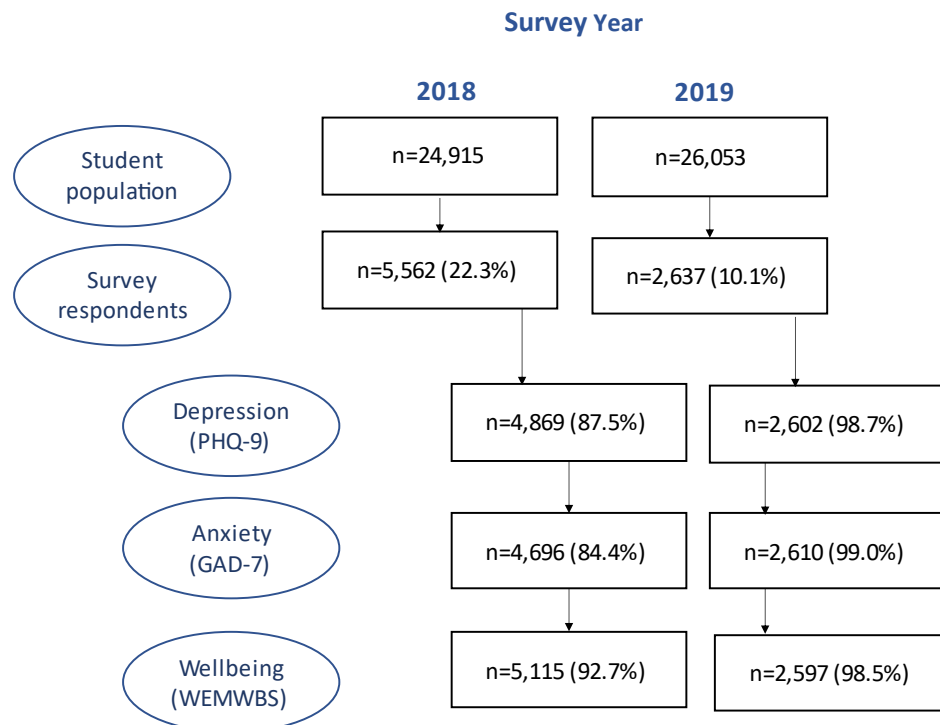 Survey Year
2018 2019
Student
population
n=24,915
n=26,053
Survey
respondents
n=5,562 (22.3%)
n=2,637 (10.1%)
Depression
(PHQ-9)
n=4,869 (87.5%)
n=2,602 (98.7%)
Anxiety
(GAD-7)
n=4,696 (84.4%)
n=2,610 (99.0%)
Wellbeing
(WEMWBS)
n=5,115 (92.7%)
n=2,597 (98.5%)